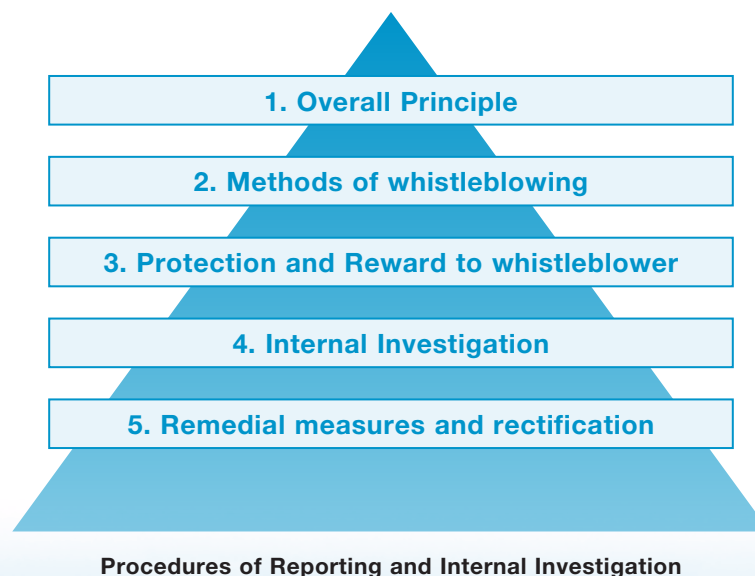 1. Overall Principle
2. Methods of whistleblowing
3. Protection and Reward to whistleblower
4. Internal Investigation
5. Remedial measures and rectification
Procedures of Reporting and Internal Investigation